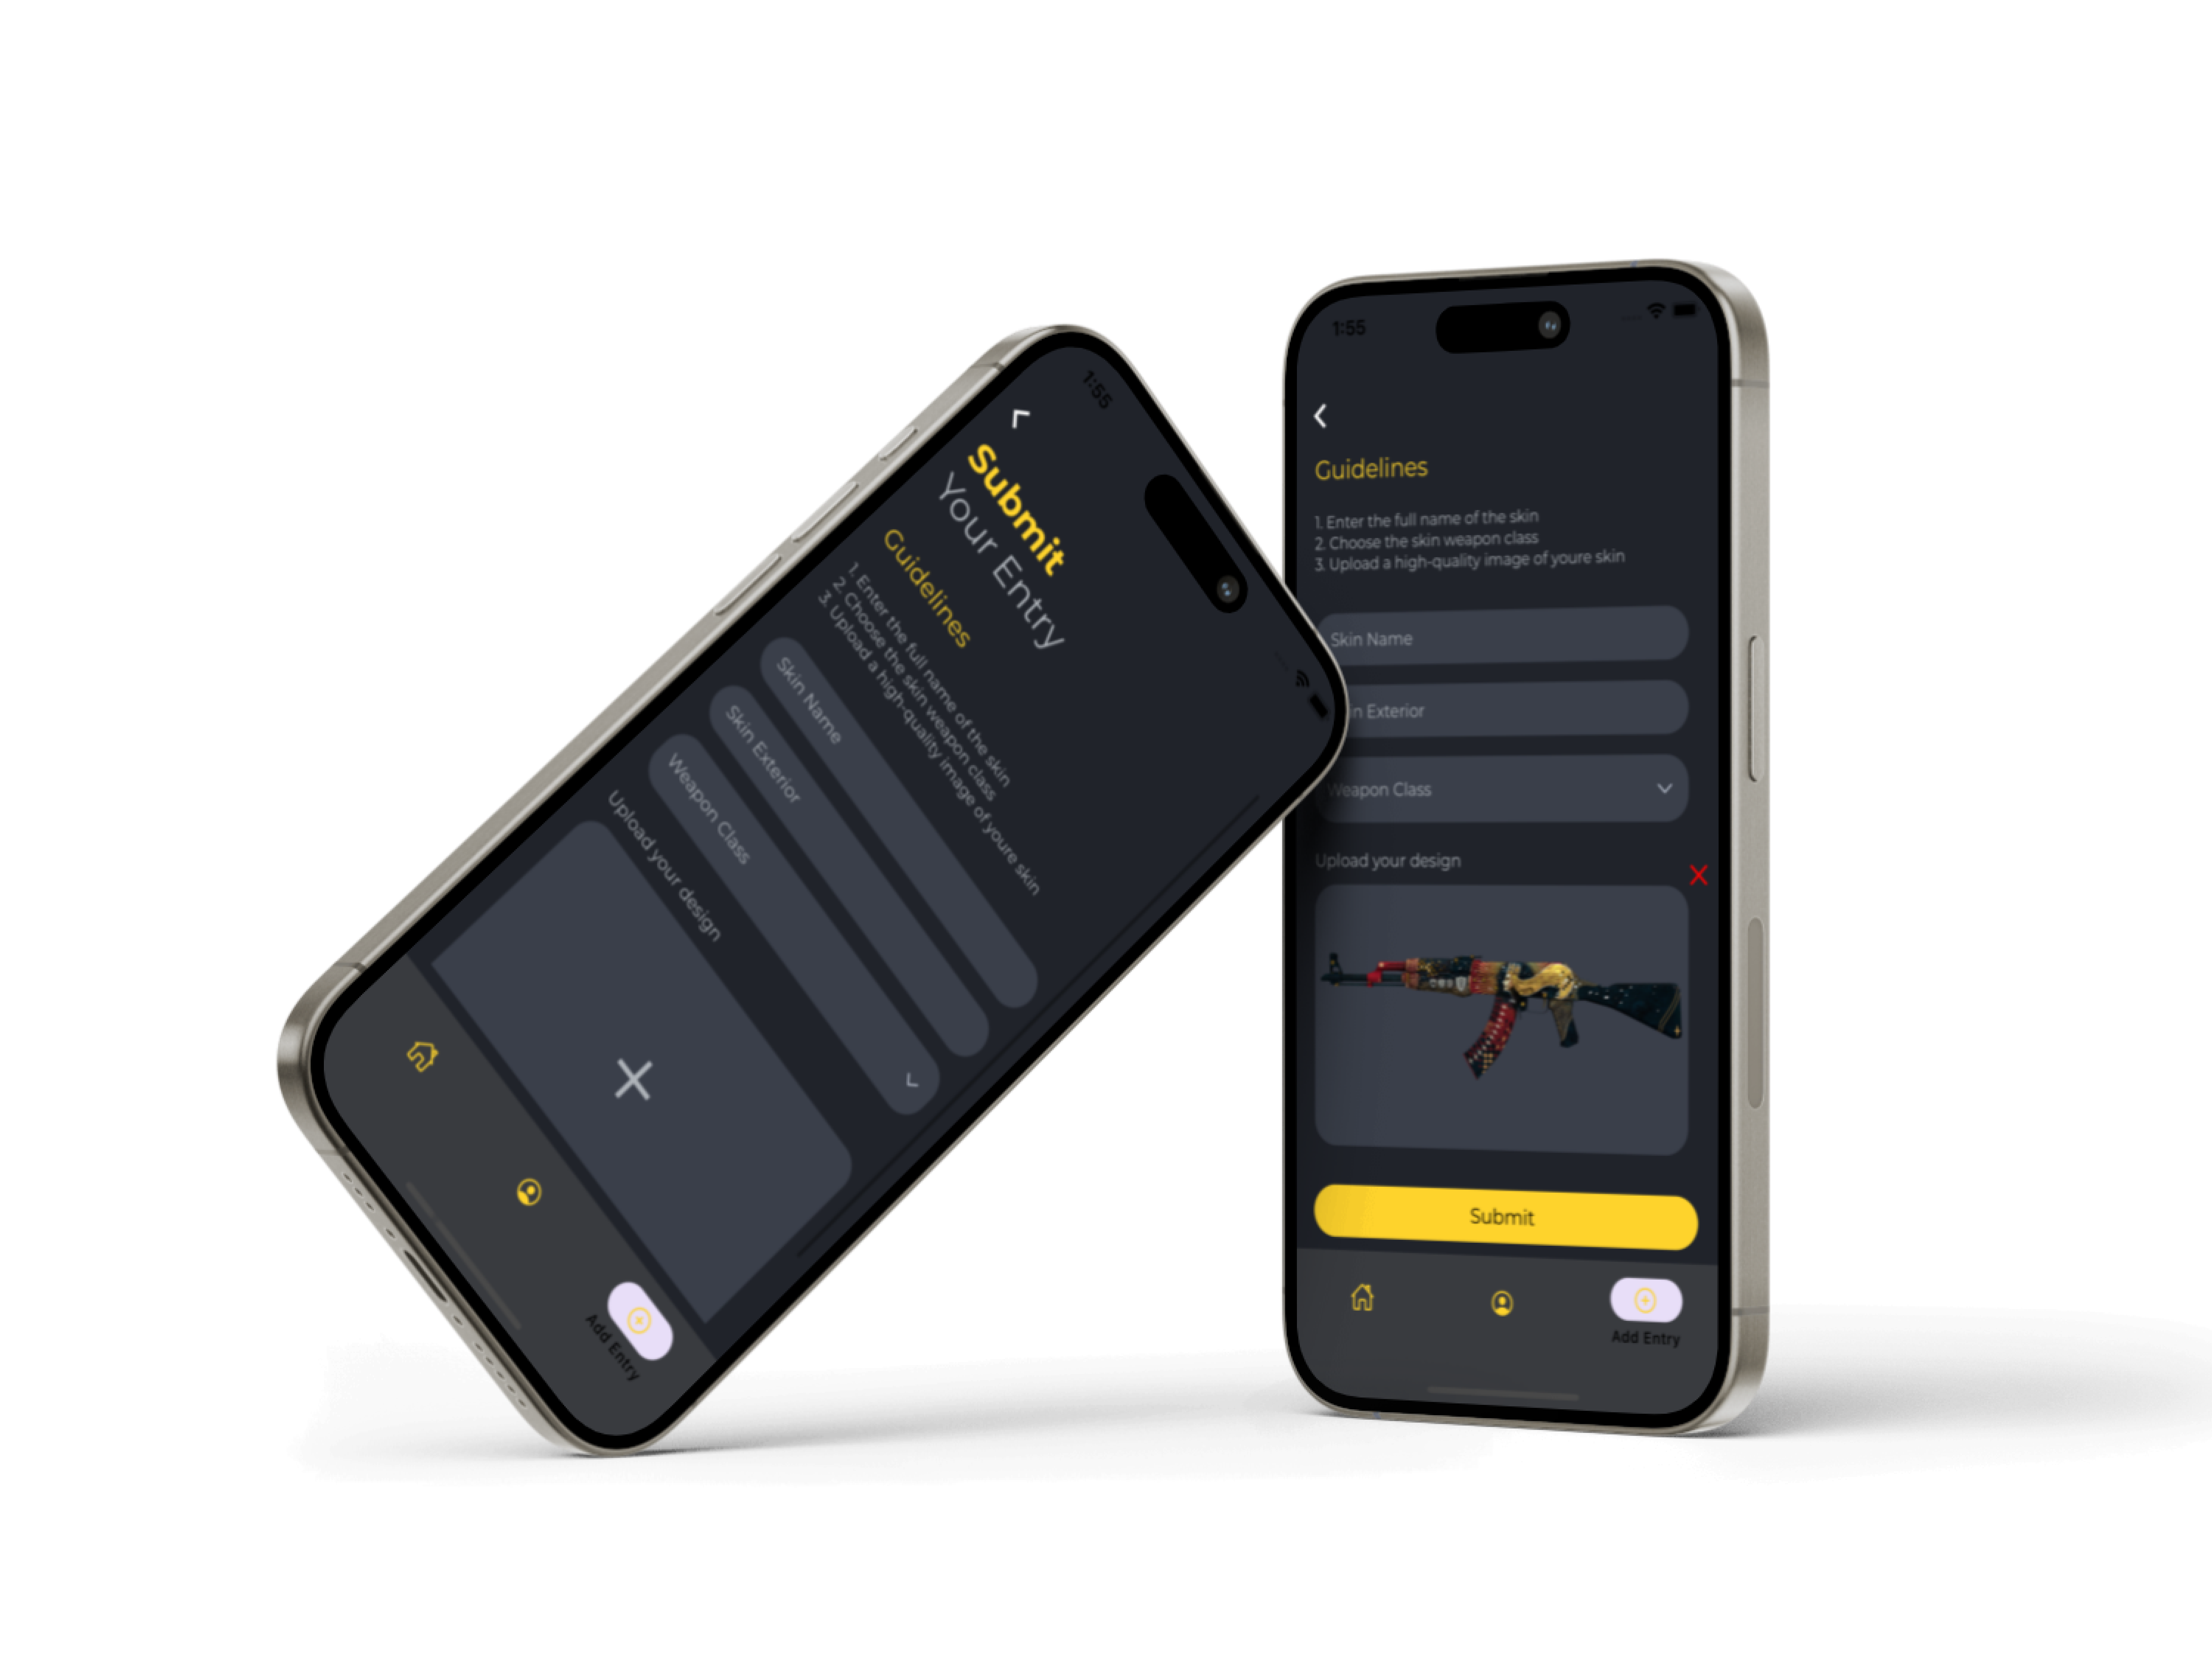 1:55
Submit
Your Entry
Guidelines
1. Enter the full name of the skin
2. Choose the skin weapon class
3. Upload a high-quality image of youre skin
Skin Name
Skin Exterior
Weapon Class
Upload your design
Add Entry
1:55
Guidelines
1. Enter the full name of the skin
2. Choose the skin weapon class
3. Upload a high-quality image of youre skin
Skin Name
n Exterior
Weapon Class
Upload your design
Submit
Add Entry